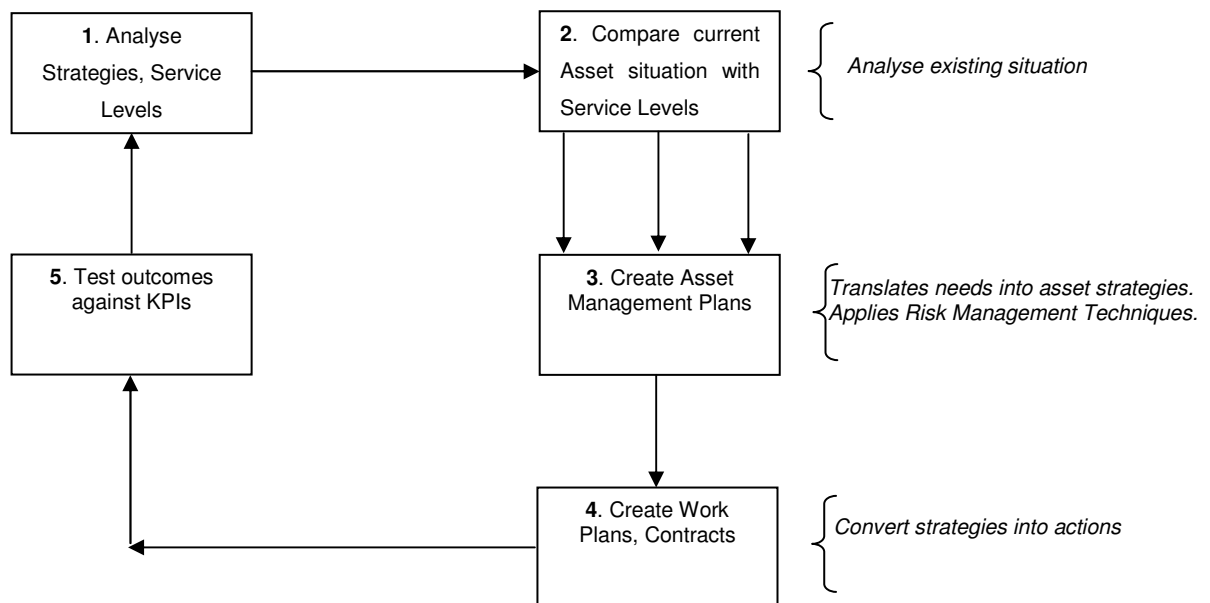 1. Analyse
Strategies, Service
Levels
2. Compare current
Asset situation with
Service Levels
Analyse existing situation
5. Test outcomes
against KPIs
3. Create Asset
Management Plans
Translates needs into asset strategies.
Applies Risk Management Techniques.
4. Create Work
Plans, Contracts
Convert strategies into actions